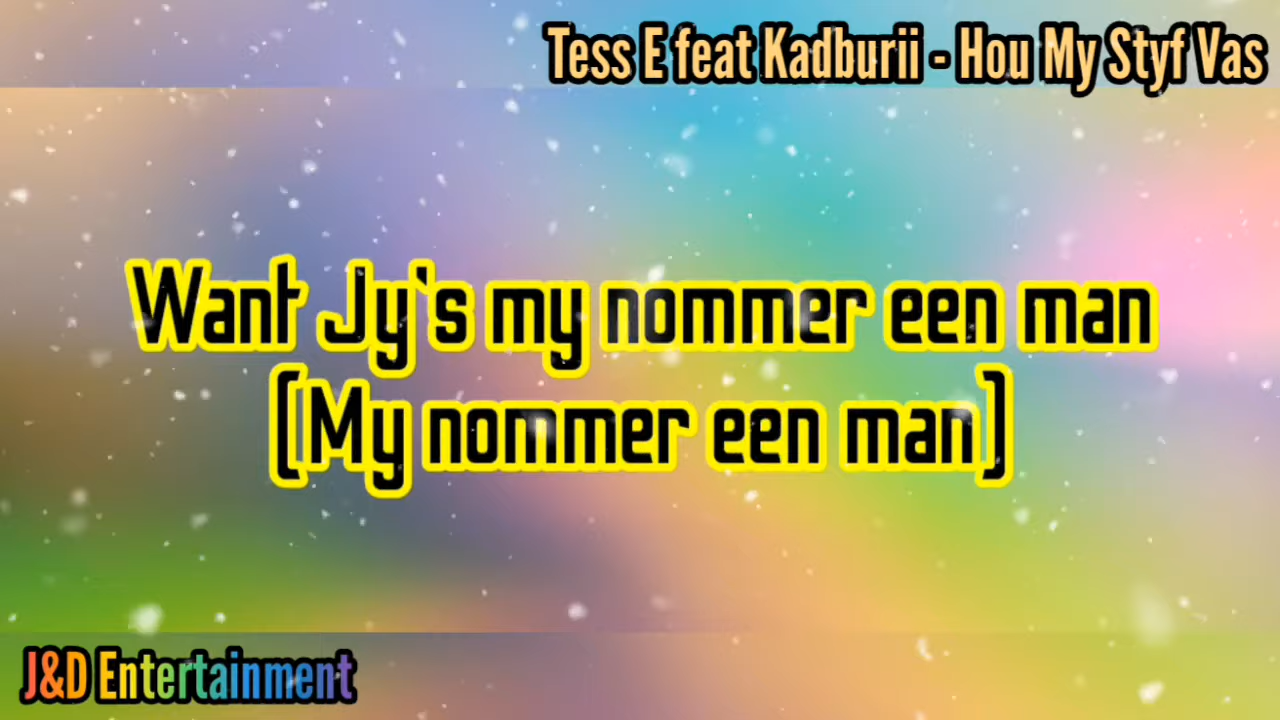 Tess E feat Kadburii - Hou My Styf Vas
Want Jy's my nommer een man
(My nommer een man)
J&D Entertainment